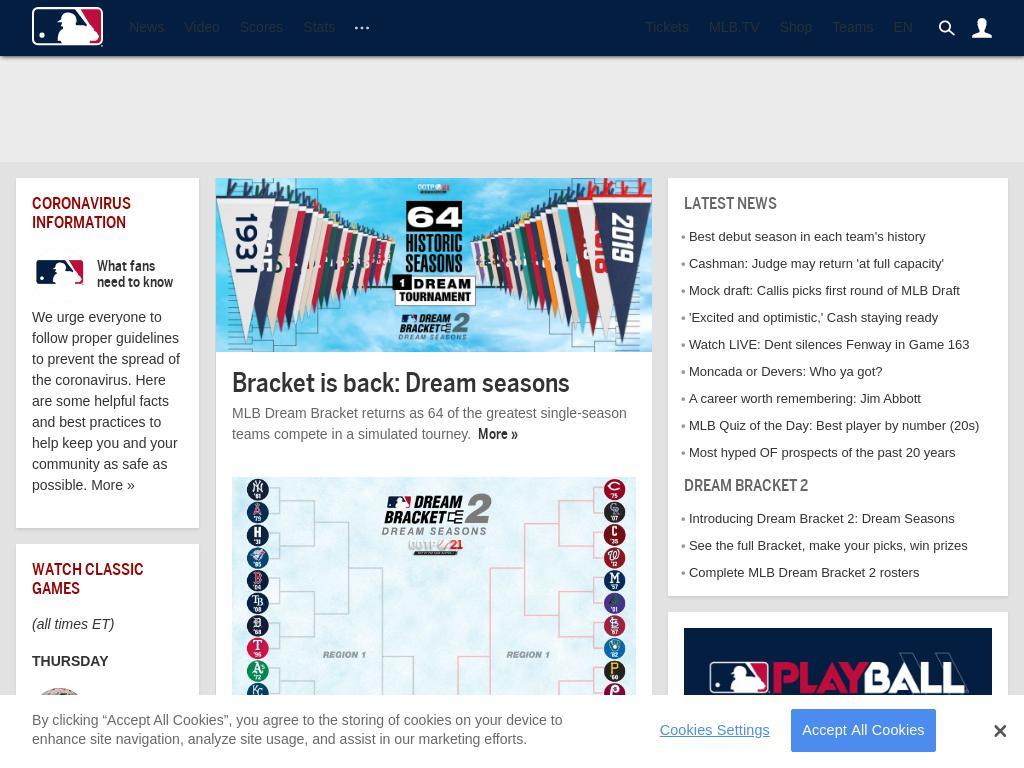 News
Video
Scores
Stats
Tickets
MLB.TV
Shop
Teams
EN
CORONAVIRUS
INFORMATION
What fans
need to know
We urge everyone to
follow proper guidelines
to prevent the spread of
the coronavirus. Here
are some helpful facts
and best practices to
help keep you and your
community as safe as
possible. More »
WATCH CLASSIC
GAMES
(all times ET)
THURSDAY
OOTP 21
64
HISTORIC
SEASONS
1 DREAM
TOURNAMENT
DREAM
BRACKET 2
DREAM SEASONS
1931
2019
Bracket is back: Dream seasons
MLB Dream Bracket returns as 64 of the greatest single-season
teams compete in a simulated tourney. More »
DREAM
BRACKET 2
DREAM SEASONS
OOTP 21
REGION 1
REGION 1
LATEST NEWS
• Best debut season in each team's history
• Cashman: Judge may return 'at full capacity'
• Mock draft: Callis picks first round of MLB Draft
• 'Excited and optimistic,' Cash staying ready
• Watch LIVE: Dent silences Fenway in Game 163
• Moncada or Devers: Who ya got?
• A career worth remembering: Jim Abbott
• MLB Quiz of the Day: Best player by number (20s)
• Most hyped OF prospects of the past 20 years
DREAM BRACKET 2
• Introducing Dream Bracket 2: Dream Seasons
• See the full Bracket, make your picks, win prizes
• Complete MLB Dream Bracket 2 rosters
PLAYBALL
By clicking “Accept All Cookies”, you agree to the storing of cookies on your device to
enhance site navigation, analyze site usage, and assist in our marketing efforts.
Cookies Settings
Accept All Cookies